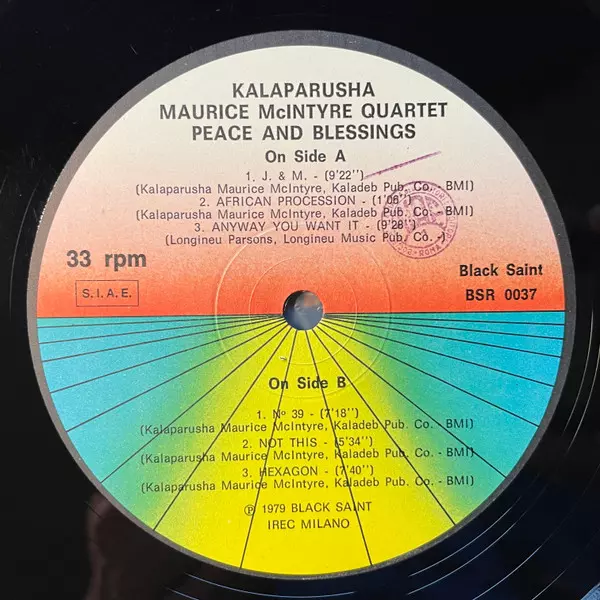 KALAPARUSHA
MAURICE McINTYRE QUARTET
PEACE AND BLESSINGS
On Side A
1. J. & M. - (9'22'')
(Kalaparusha Maurice McIntyre, Kaladeb Pub. Co. - BMI)
2. AFRICAN PROCESSION - (1'08'')
(Kalaparusha Maurice McIntyre, Kaladeb Pub. Co. - BMI)
3. ANYWAY YOU WANT IT - (9'28'')
(Longineu Parsons, Longineu Music Pub. Co. -)
33 rpm
S.I.A.E.
Black Saint
BSR 0037
On Side B
1. Nº 39 - (7'18'')
(Kalaparusha Maurice McIntyre, Kaladeb Pub. Co. - BMI)
2. NOT THIS - (5'34'')
(Kalaparusha Maurice McIntyre, Kaladeb Pub. Co. - BMI)
3. HEXAGON - (7'40'')
(Kalaparusha Maurice McIntyre, Kaladeb Pub. Co. - BMI)
℗ 1979 BLACK SAINT
IREC MILANO
ROMA